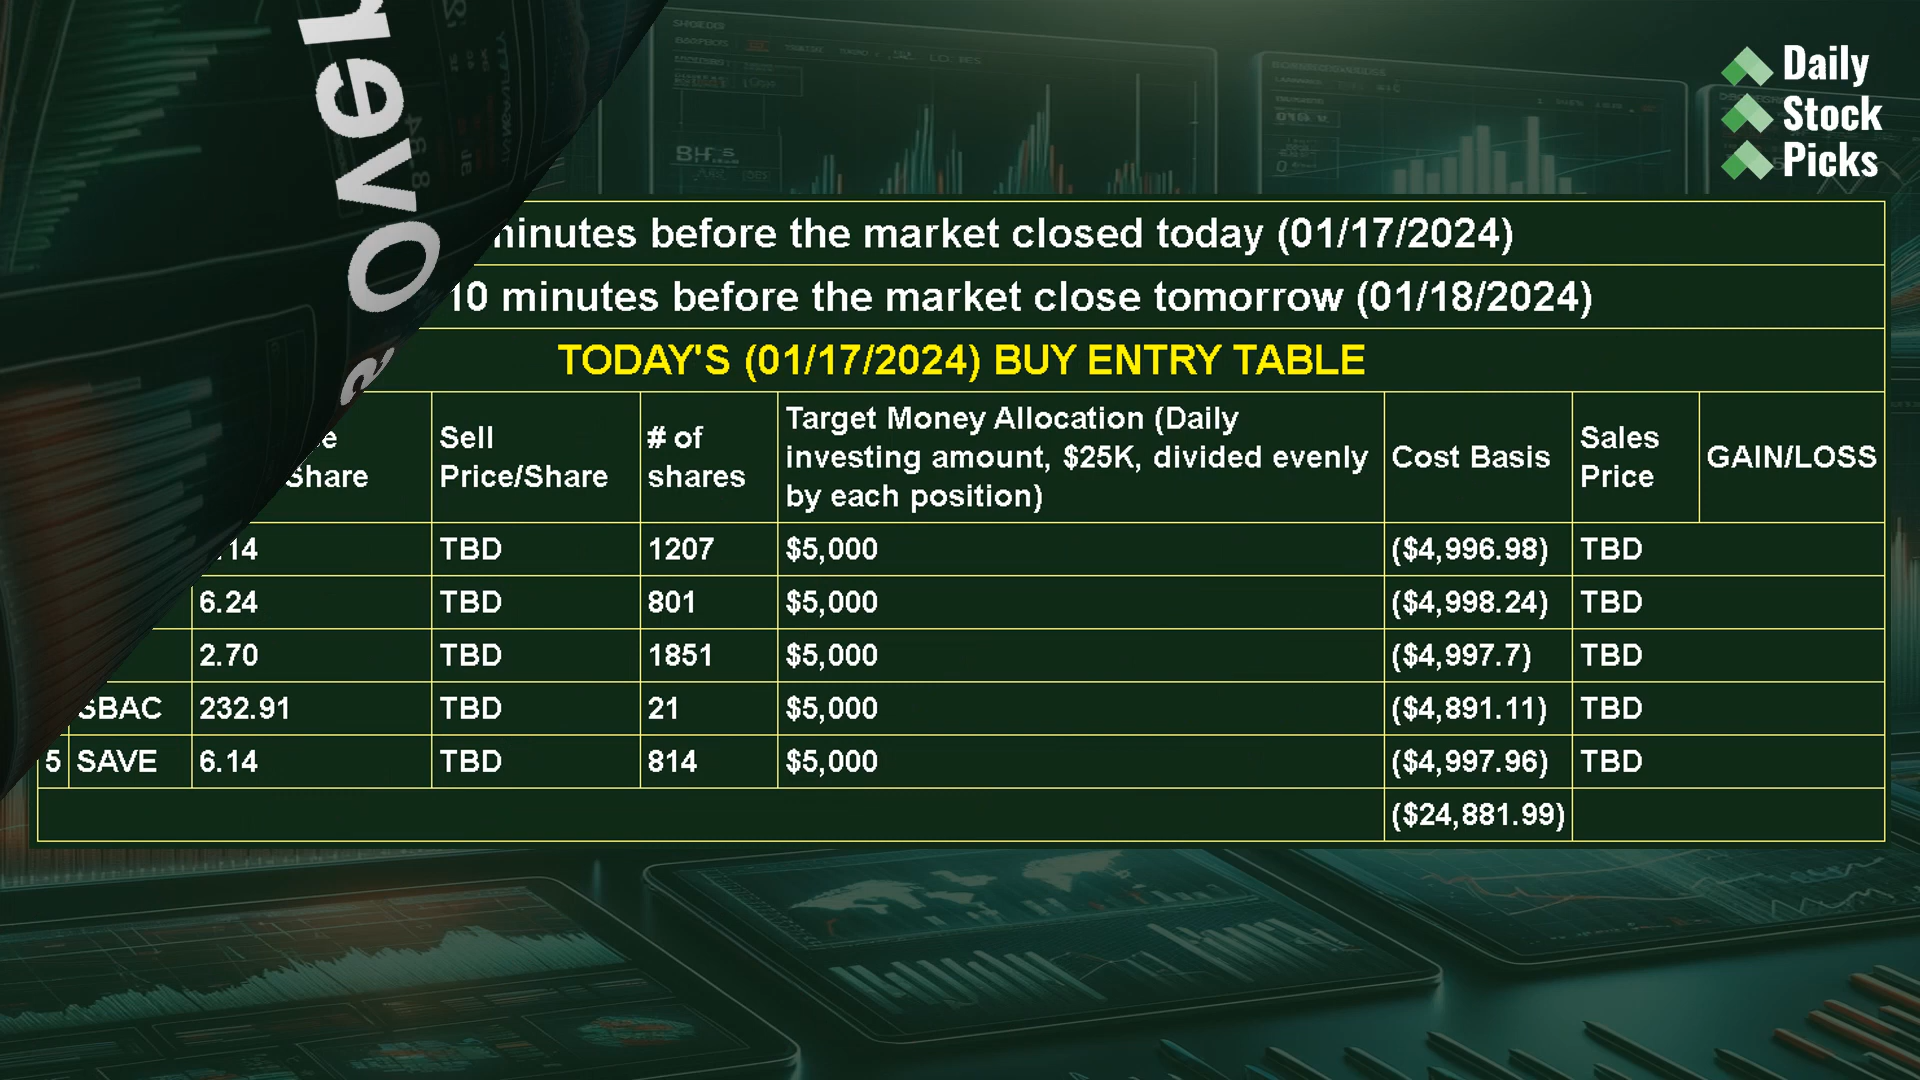 Over
Daily
Stock
Picks
minutes before the market closed today (01/17/2024)
10 minutes before the market close tomorrow (01/18/2024)
TODAY'S (01/17/2024) BUY ENTRY TABLE
Share
Sell
Price/Share
# of
shares
Target Money Allocation (Daily
investing amount, $25K, divided evenly
by each position)
Cost Basis
Sales
Price
GAIN/LOSS
.14 TBD 1207 $5,000 ($4,996.98) TBD
6.24 TBD 801 $5,000 ($4,998.24) TBD
2.70 TBD 1851 $5,000 ($4,997.7) TBD
SBAC 232.91 TBD 21 $5,000 ($4,891.11) TBD
5 SAVE 6.14 TBD 814 $5,000 ($4,997.96) TBD
($24,881.99)